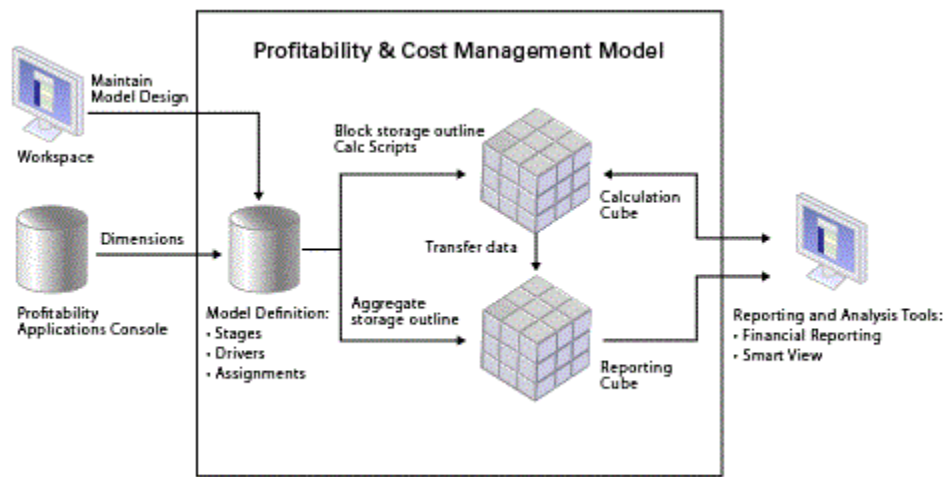 Profitability & Cost Management Model
Maintain
Model Design
Workspace
Block storage outline
Calc Scripts
Calculation
Cube
Dimensions
Transfer data
Profitability
Applications Console
Model Definition:
• Stages
• Drivers
• Assignments
Aggregate
storage outline
Reporting
Cube
Reporting and Analysis Tools:
• Financial Reporting
• Smart View